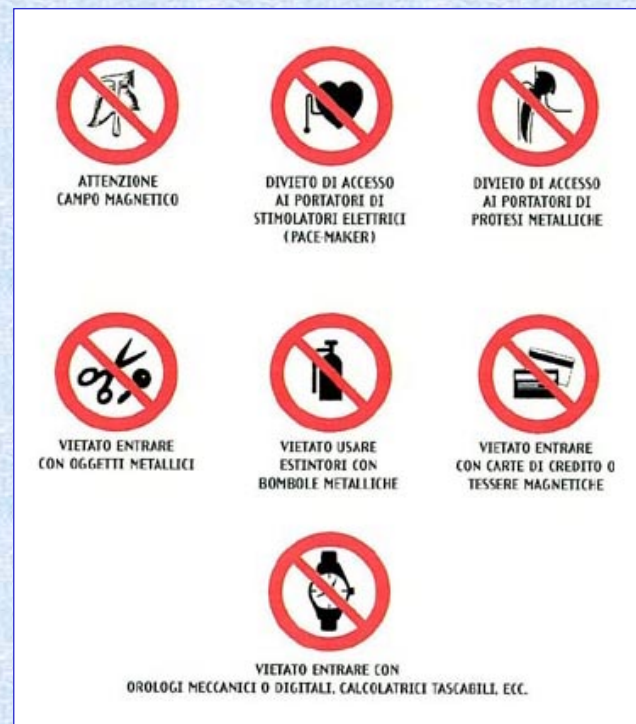 ATTENZIONE
CAMPO MAGNETICO
DIVIETO DI ACCESSO
AI PORTATORI DI
STIMOLATORI ELETTRICI
(PACE-MAKER)
DIVIETO DI ACCESSO
AI PORTATORI DI
PROTESI METALLICHE
VIETATO ENTRARE
CON OGGETTI METALLICI
VIETATO USARE
ESTINTORI CON
BOMBOLE METALLICHE
VIETATO ENTRARE
CON CARTE DI CREDITO O
TESSERE MAGNETICHE
VIETATO ENTRARE CON
OROLOGI MECCANICI O DIGITALI, CALCOLATRICI TASCABILI, ECC.